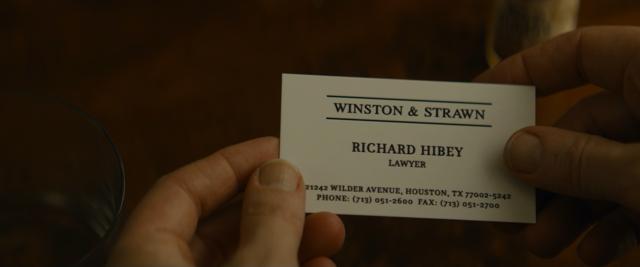 WINSTON & STRAWN
RICHARD HIBEY
LAWYER
21242 WILDER AVENUE, HOUSTON, TX 77002-5242
PHONE: (713) 051-2600 FAX: (713) 051-2700